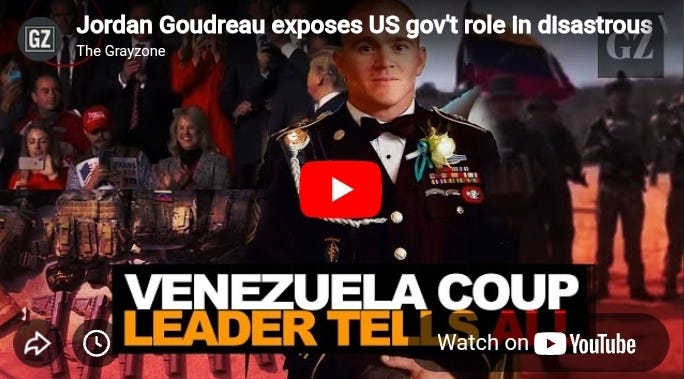 GZ
Jordan Goudreau exposes US gov't role in disastrous
The Grayzone
GZ
VENEZUELA COUP
LEADER TELLS ALL
Watch on YouTube